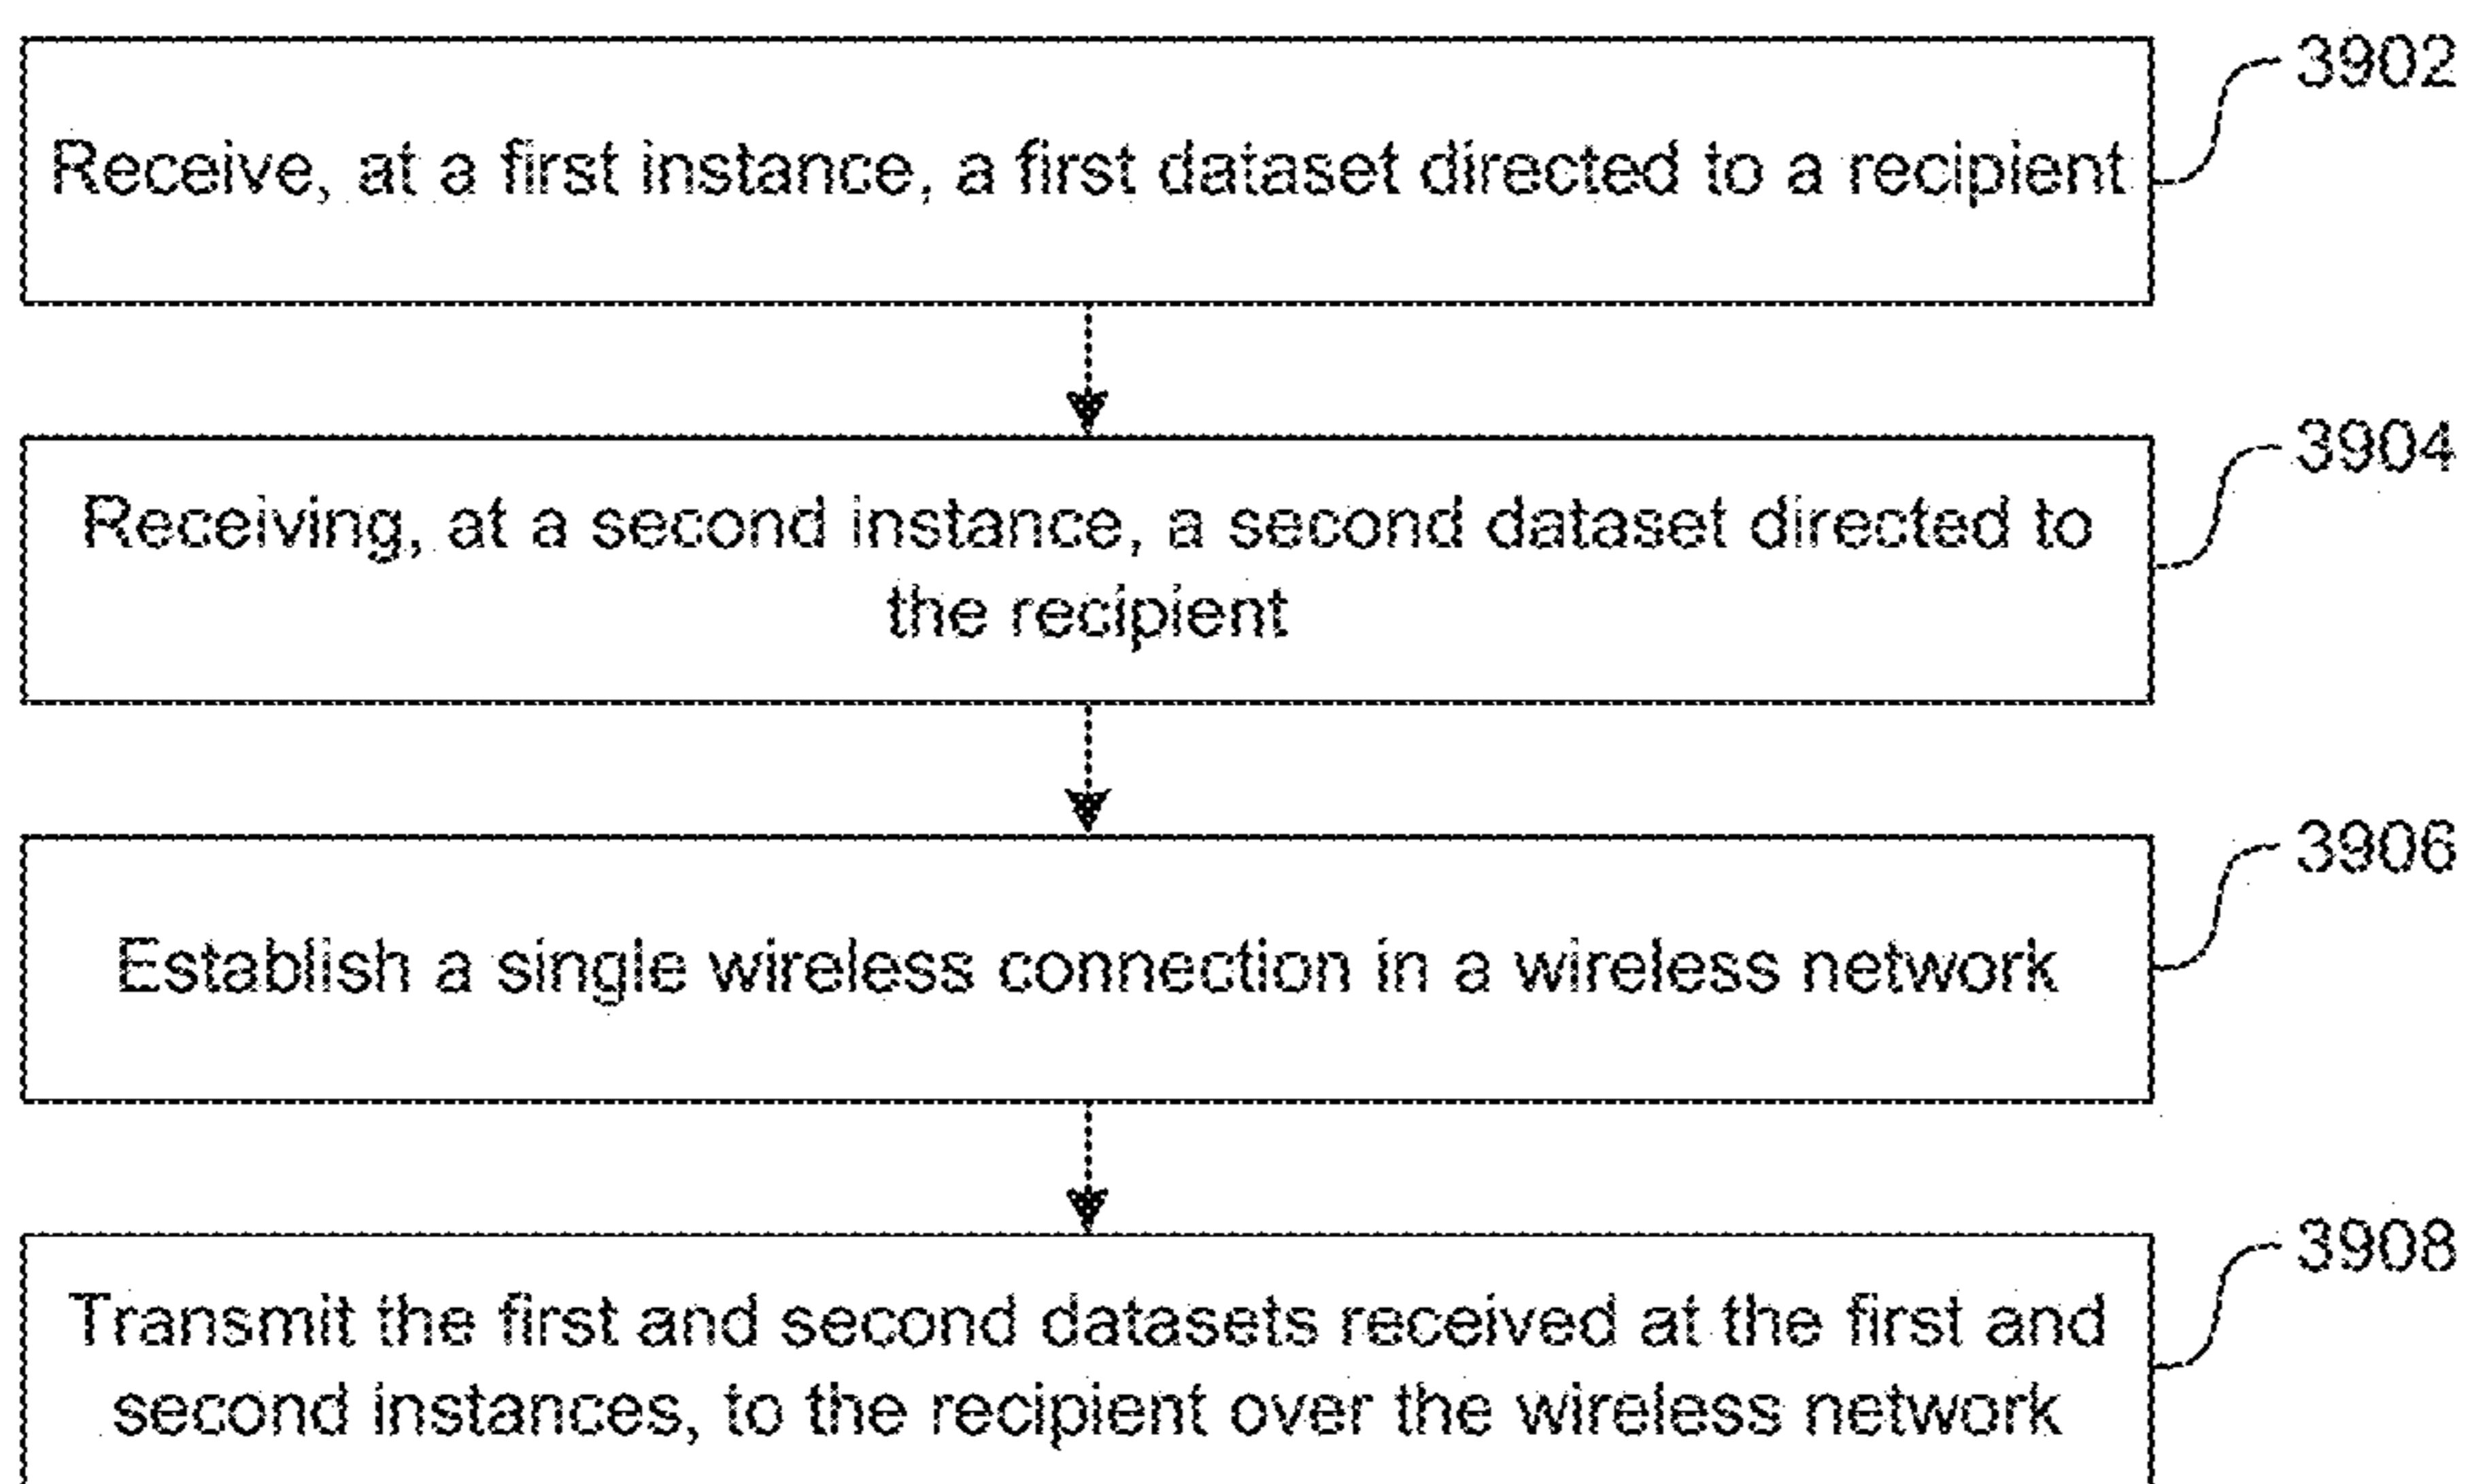 3902
Receive, at a first instance, a first dataset directed to a recipient
3904
Receiving, at a second instance, a second dataset directed to
the recipient
3906
Establish a single wireless connection in a wireless network
3908
Transmit the first and second datasets received at the first and
second instances, to the recipient over the wireless network